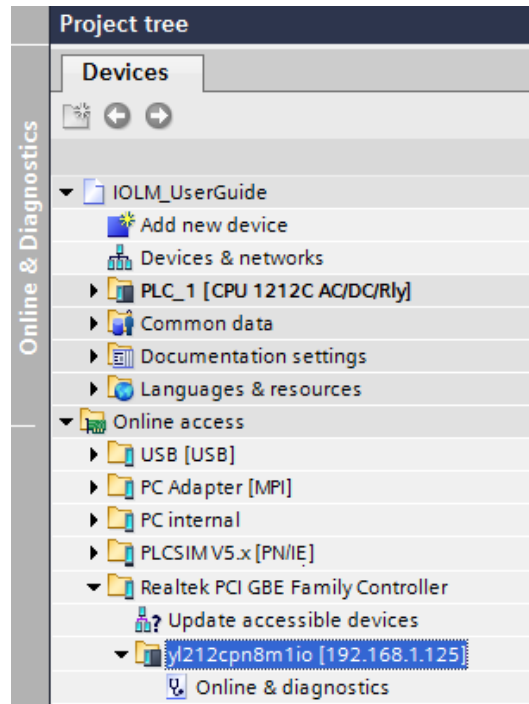 Project tree
Devices
Online & Diagnostics
IOLM_UserGuide
Add new device
Devices & networks
PLC_1 [CPU 1212C AC/DC/Rly]
Common data
Documentation settings
Languages & resources
Online access
USB [USB]
PC Adapter [MPI]
PC internal
PLCSIM V5.x [PN/IE]
Realtek PCI GBE Family Controller
Update accessible devices
yl212cpn8m1io [192.168.1.125]
Online & diagnostics